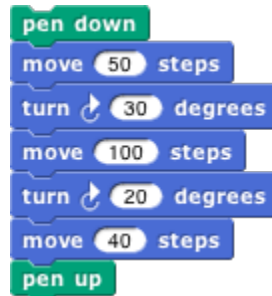 pen down
move 50 steps
turn 30 degrees
move 100 steps
turn 20 degrees
move 40 steps
pen up